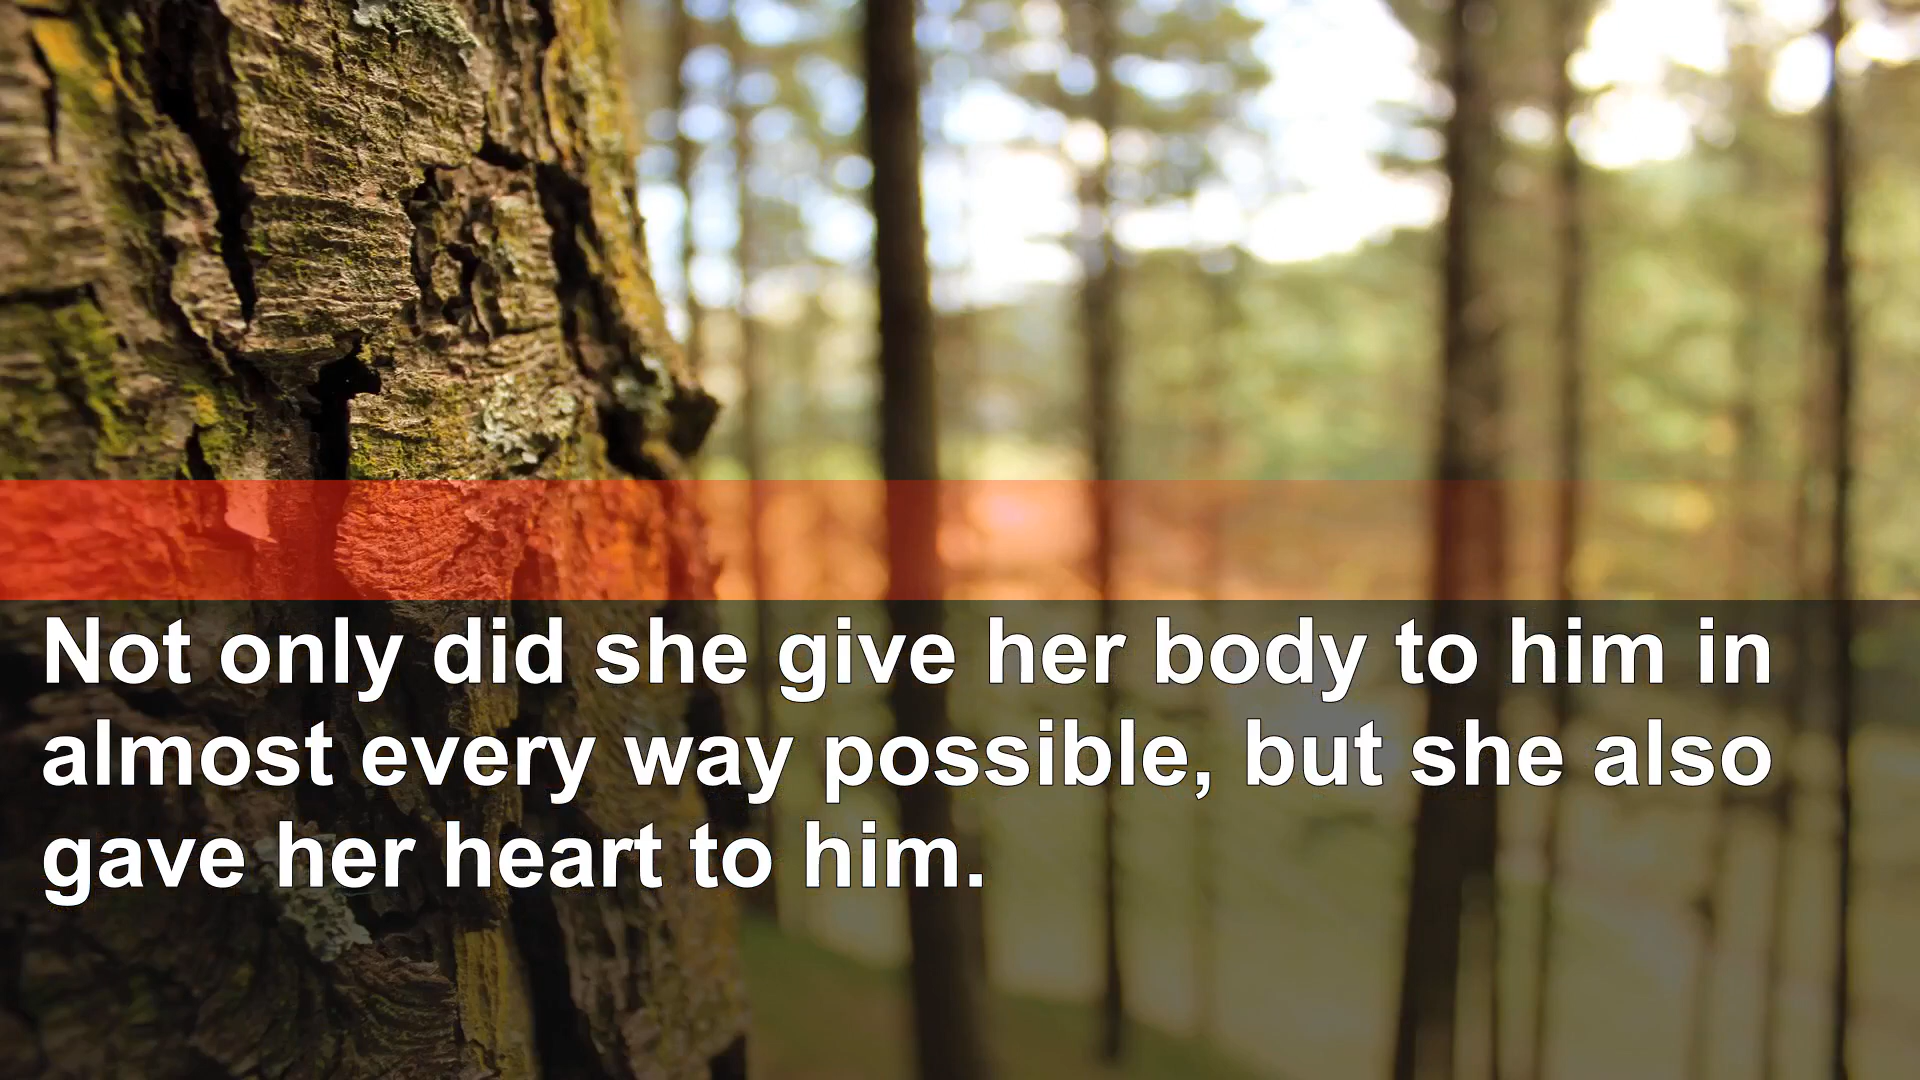 Not only did she give her body to him in
almost every way possible, but she also
gave her heart to him.